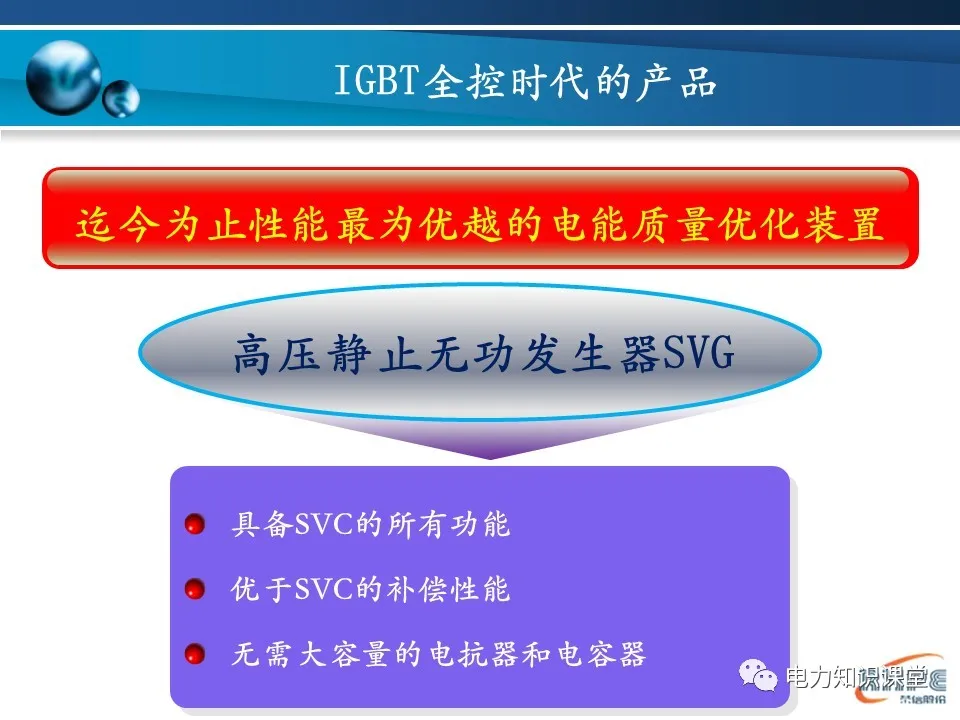 IGBT全控时代的产品
迄今为止性能最为优越的电能质量优化装置
高压静止无功发生器SVG
具备SVC的所有功能
优于SVC的补偿性能
无需大容量的电抗器和电容器
电力知识课堂
荣信股份